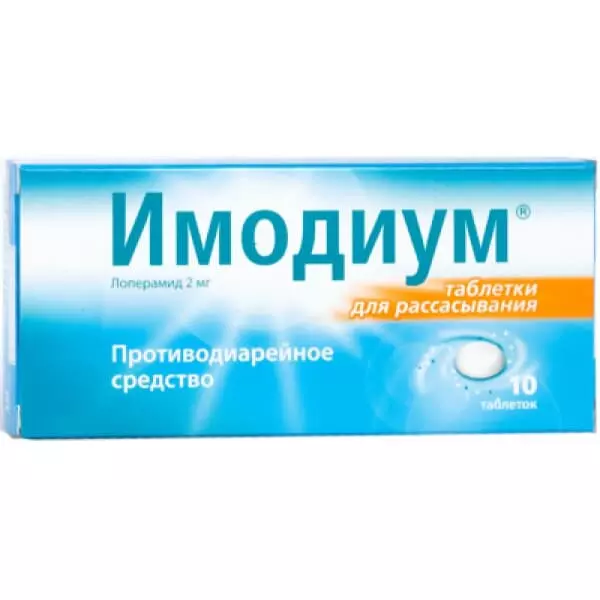 Имодиум®
Лоперамид 2 мг
таблетки
для рассасывания
Противодиарейное
средство
10
таблеток